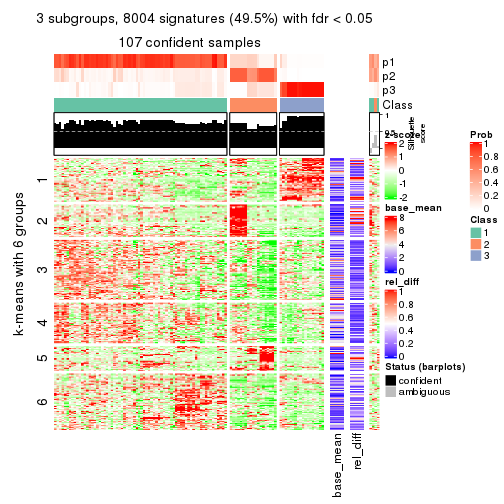 3 subgroups, 8004 signatures (49.5%) with fdr < 0.05
107 confident samples
p1
p2
p3
Class
1
0.5
0
Silhouette
score
k-means with 6 groups
1
2
3
4
5
6
base_mean
rel_diff
z-score
2
1
0
-1
-2
base_mean
8
6
4
2
0
rel_diff
1
0.8
0.6
0.4
0.2
0
Status (barplots)
confident
ambiguous
Prob
1
0.8
0.6
0.4
0.2
0
Class
1
2
3